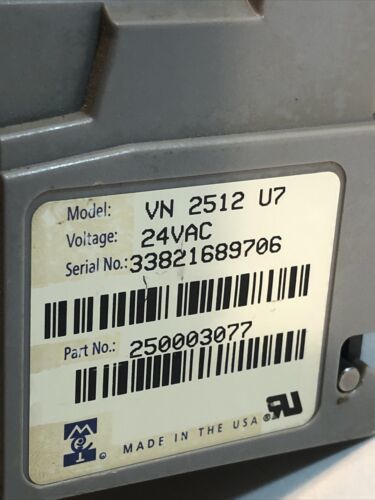 Model: VN 2512 U7
Voltage: 24VAC
Serial No.: 33821689706
Part No.: 250003077
MADE IN THE USA